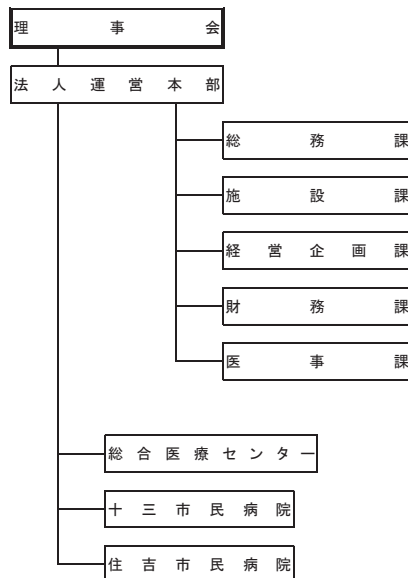 理事会
法人運営本部
総務課
施設課
経営企画課
財務課
医事課
総合医療センター
十三市民病院
住吉市民病院